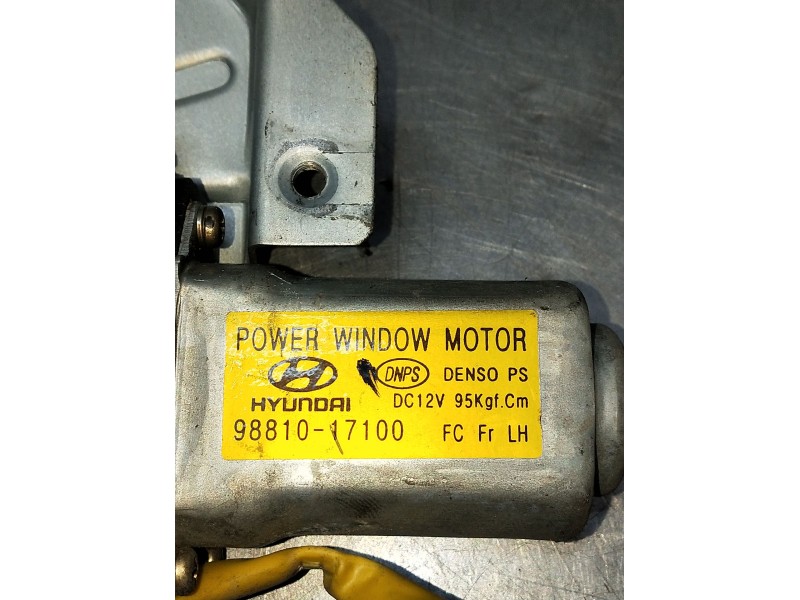 POWER WINDOW MOTOR
DNPS DENSO PS
HYUNDAI DC12V 95Kgf.Cm
98810-17100 FC Fr LH